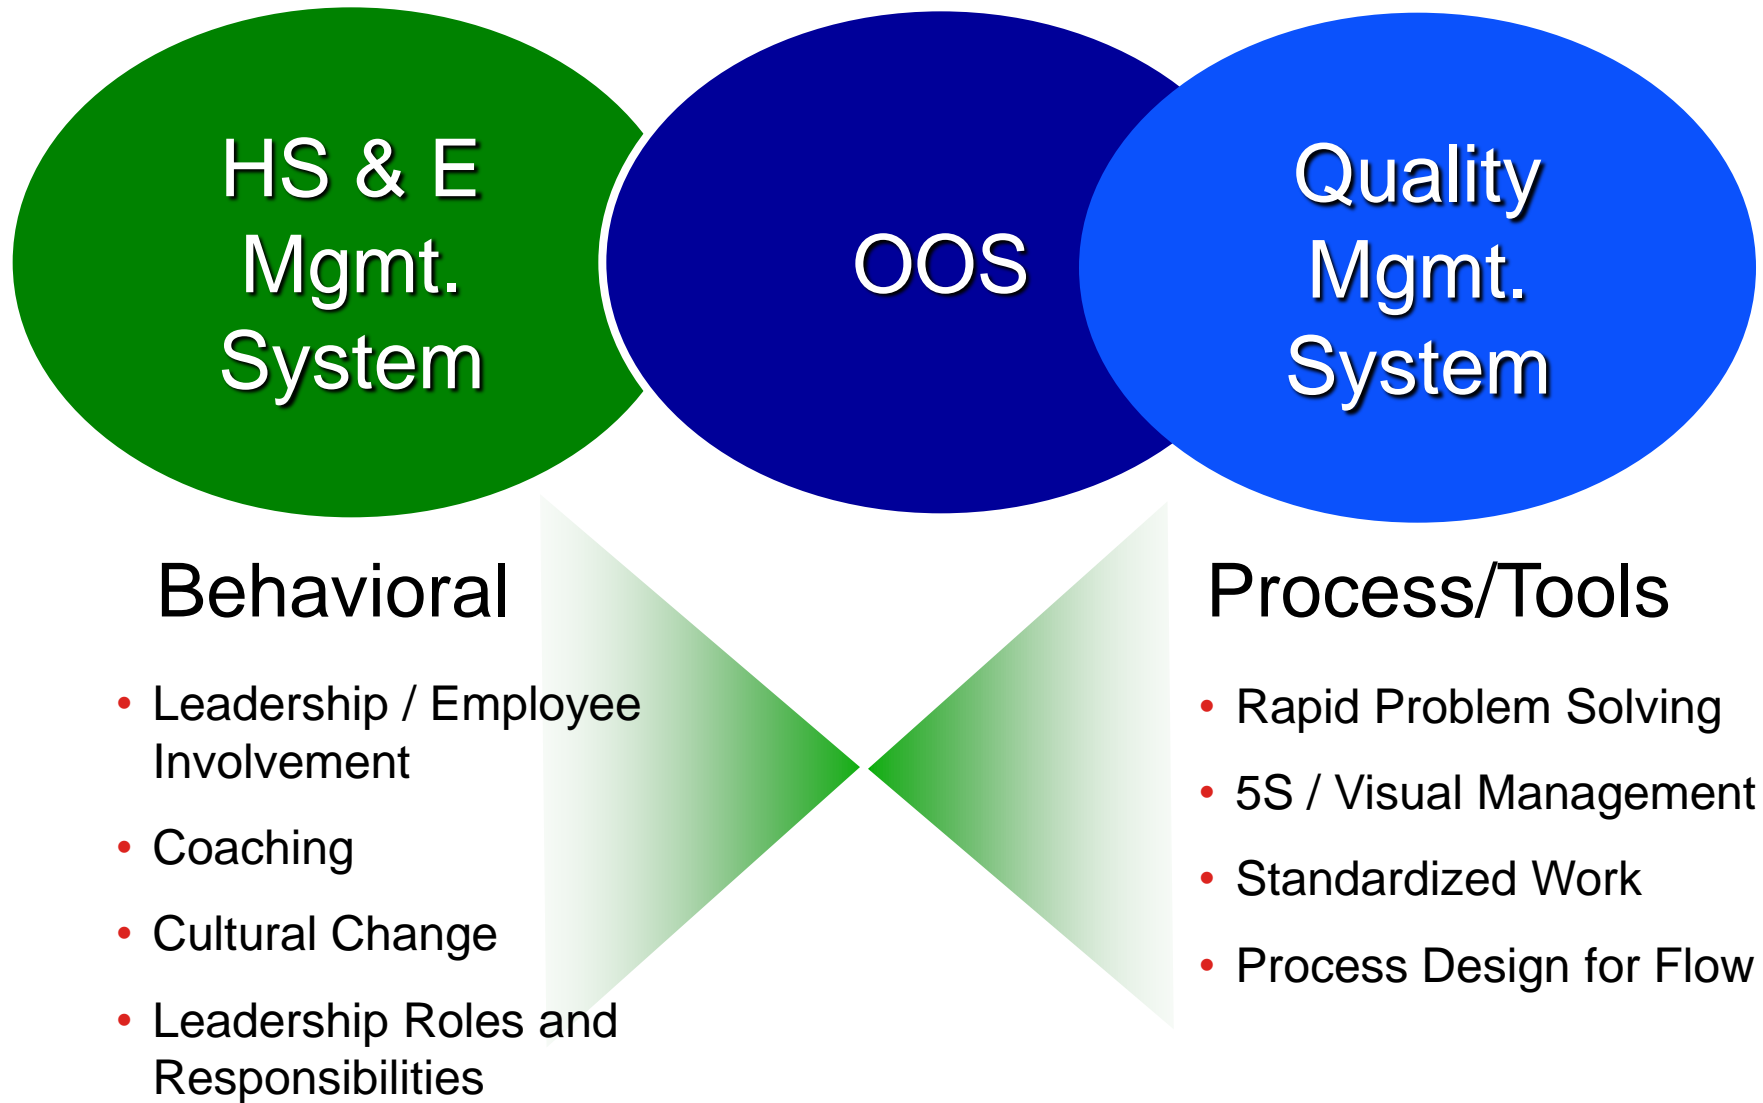 HS & E
Mgmt.
System
OOS
Quality
Mgmt.
System
Behavioral
• Leadership / Employee
Involvement
• Coaching
• Cultural Change
• Leadership Roles and
Responsibilities
Process/Tools
• Rapid Problem Solving
• 5S / Visual Management
• Standardized Work
• Process Design for Flow